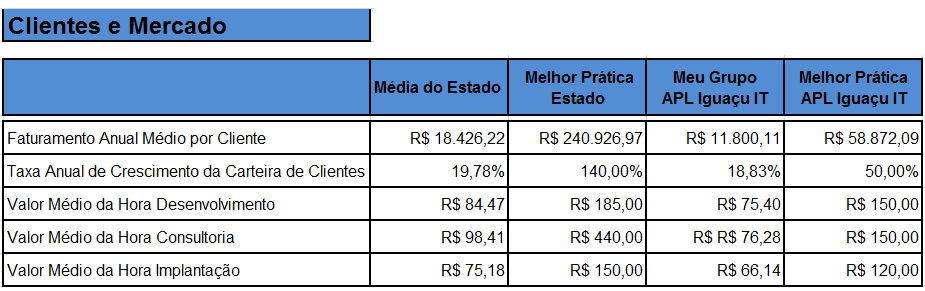 Clientes e Mercado
Média do Estado Melhor Prática Estado Meu Grupo APL Iguaçu IT Melhor Prática APL Iguaçu IT
Faturamento Anual Médio por Cliente R$ 18.426,22 R$ 240.926,97 R$ 11.800,11 R$ 58.872,09
Taxa Anual de Crescimento da Carteira de Clientes 19,78% 140,00% 18,83% 50,00%
Valor Médio da Hora Desenvolvimento R$ 84,47 R$ 185,00 R$ 75,40 R$ 150,00
Valor Médio da Hora Consultoria R$ 98,41 R$ 440,00 R$ R$ 76,28 R$ 150,00
Valor Médio da Hora Implantação R$ 75,18 R$ 150,00 R$ 66,14 R$ 120,00